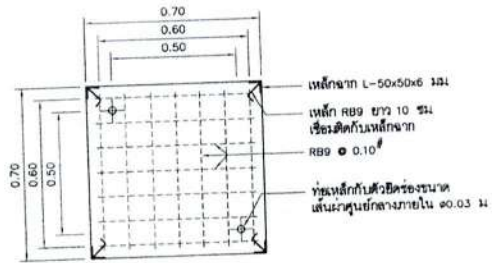 0.70
0.60
0.50
0.70
0.60
0.50
เหล็กฉาก L-50x50x6 มม
เหล็ก RB9 ยาว 10 ซม
เชื่อมติดกับเหล็กฉาก
RB9 @ 0.10#
ท่อเหล็กกับตัวยึดช่องขนาด
เส้นผ่าศูนย์กลางภายใน ø0.03 ม